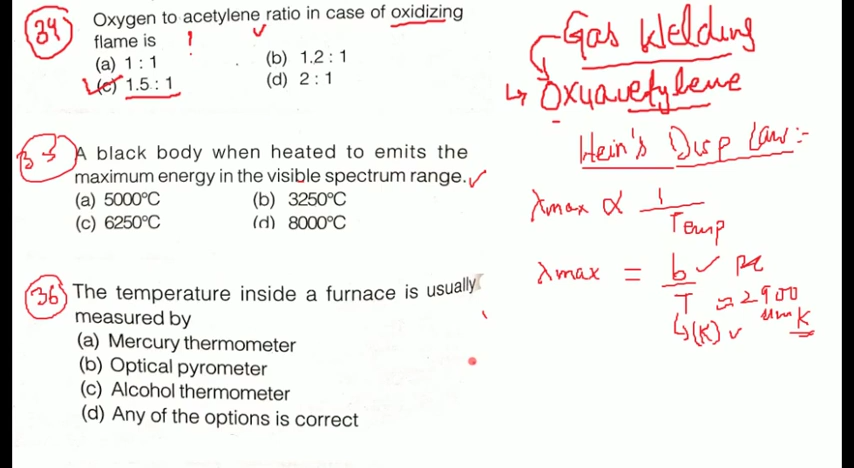 34
Oxygen to acetylene ratio in case of oxidizing
flame is
!
(a) 1 : 1
(b) 1.2 : 1
(c) 1.5 : 1
(d) 2 : 1
35
A black body when heated to emits the
maximum energy in the visible spectrum range.
(a) 5000°C
(b) 3250°C
(c) 6250°C
(d) 8000°C
36
The temperature inside a furnace is usually
measured by
(a) Mercury thermometer
(b) Optical pyrometer
(c) Alcohol thermometer
(d) Any of the options is correct
Gas Welding
↳ Oxyacetylene
Hein's Disp Law :-
λmax ∝ 1
Temp
λmax = b
T ≈ 2900
K
↳(K)